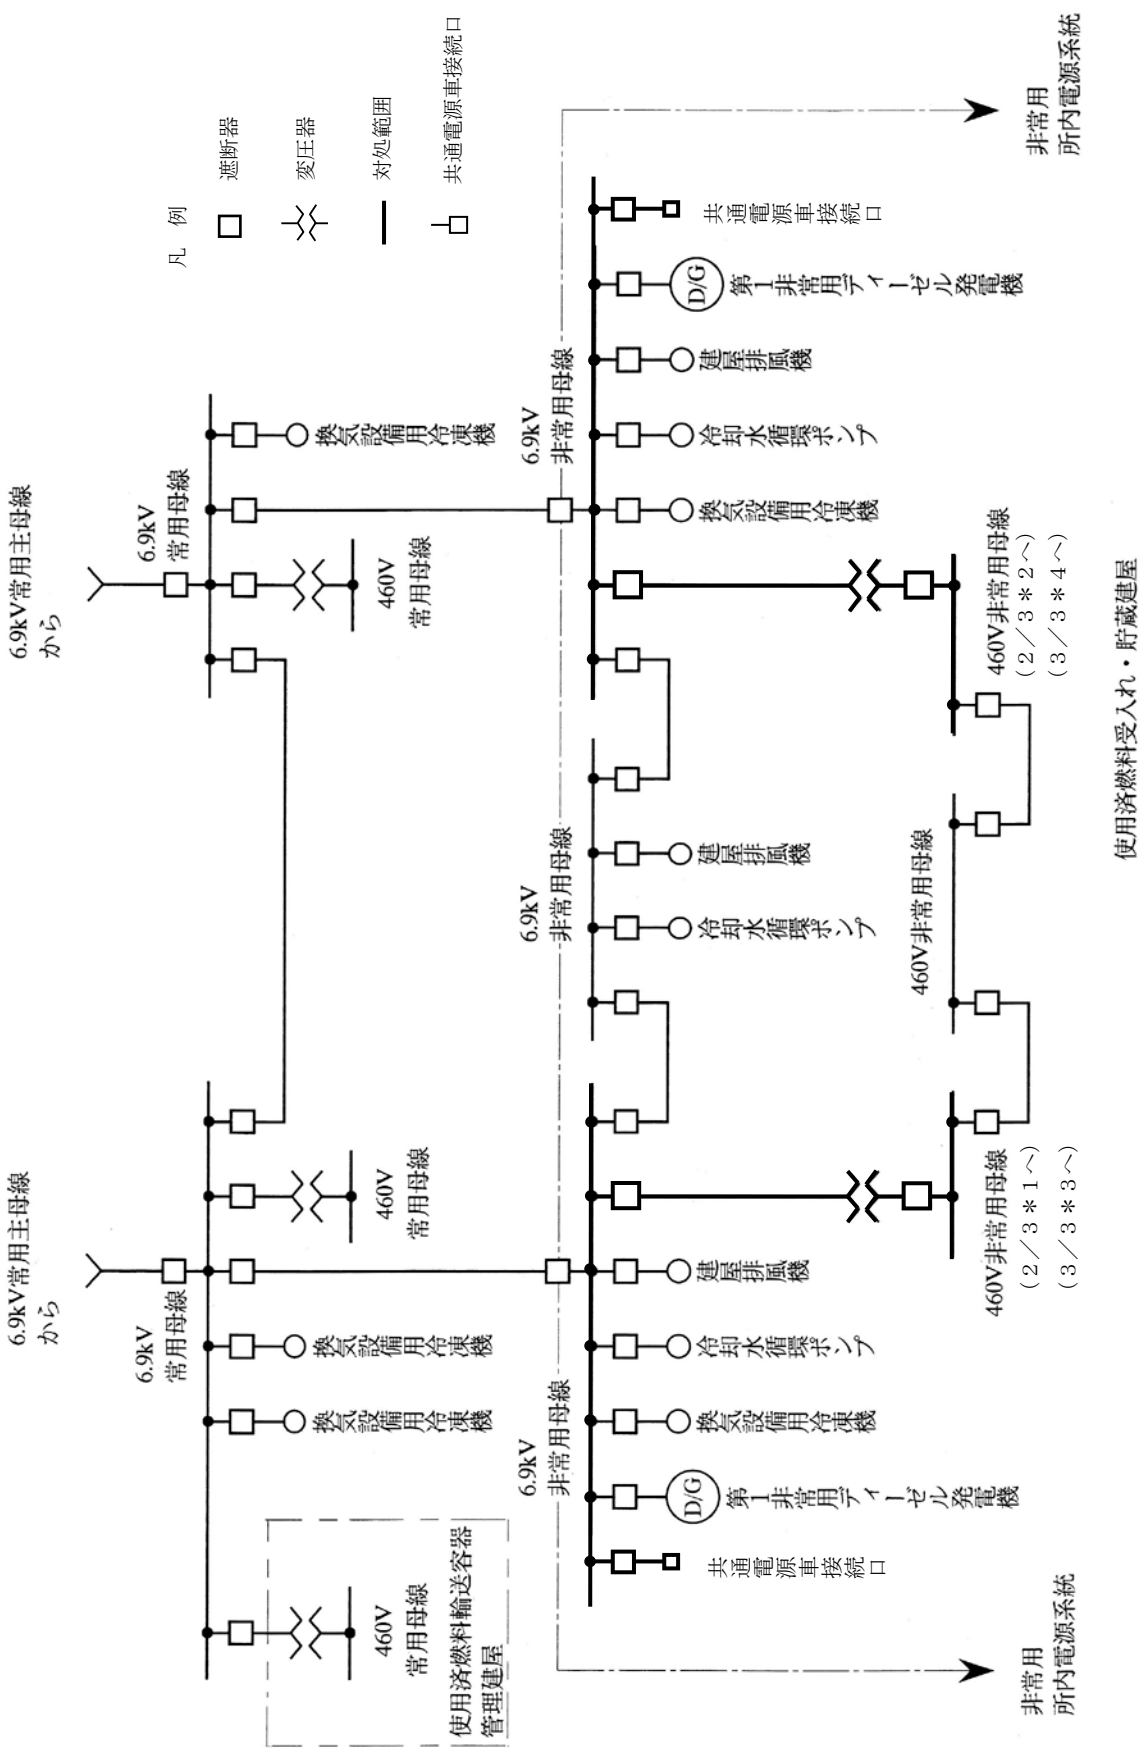 6.9kV常用主母線
から
6.9kV常用主母線
から
凡　例
遮断器
変圧器
対処範囲
共通電源車接続口
6.9kV
常用母線
6.9kV
常用母線
換気設備用冷凍機
換気設備用冷凍機
460V
常用母線
460V
常用母線
換気設備用冷凍機
460V
常用母線
使用済燃料輸送容器
管理建屋
6.9kV
非常用母線
6.9kV
非常用母線
6.9kV
非常用母線
共通電源車接続口
D/G
第1非常用ディーゼル発電機
換気設備用冷凍機
冷却水循環ポンプ
建屋排風機
冷却水循環ポンプ
建屋排風機
換気設備用冷凍機
冷却水循環ポンプ
建屋排風機
D/G
第1非常用ディーゼル発電機
共通電源車接続口
460V非常用母線
（２／３＊１へ）
（３／３＊３へ）
460V非常用母線
460V非常用母線
（２／３＊２へ）
（３／３＊４へ）
非常用
所内電源系統
非常用
所内電源系統
使用済燃料受入れ・貯蔵建屋